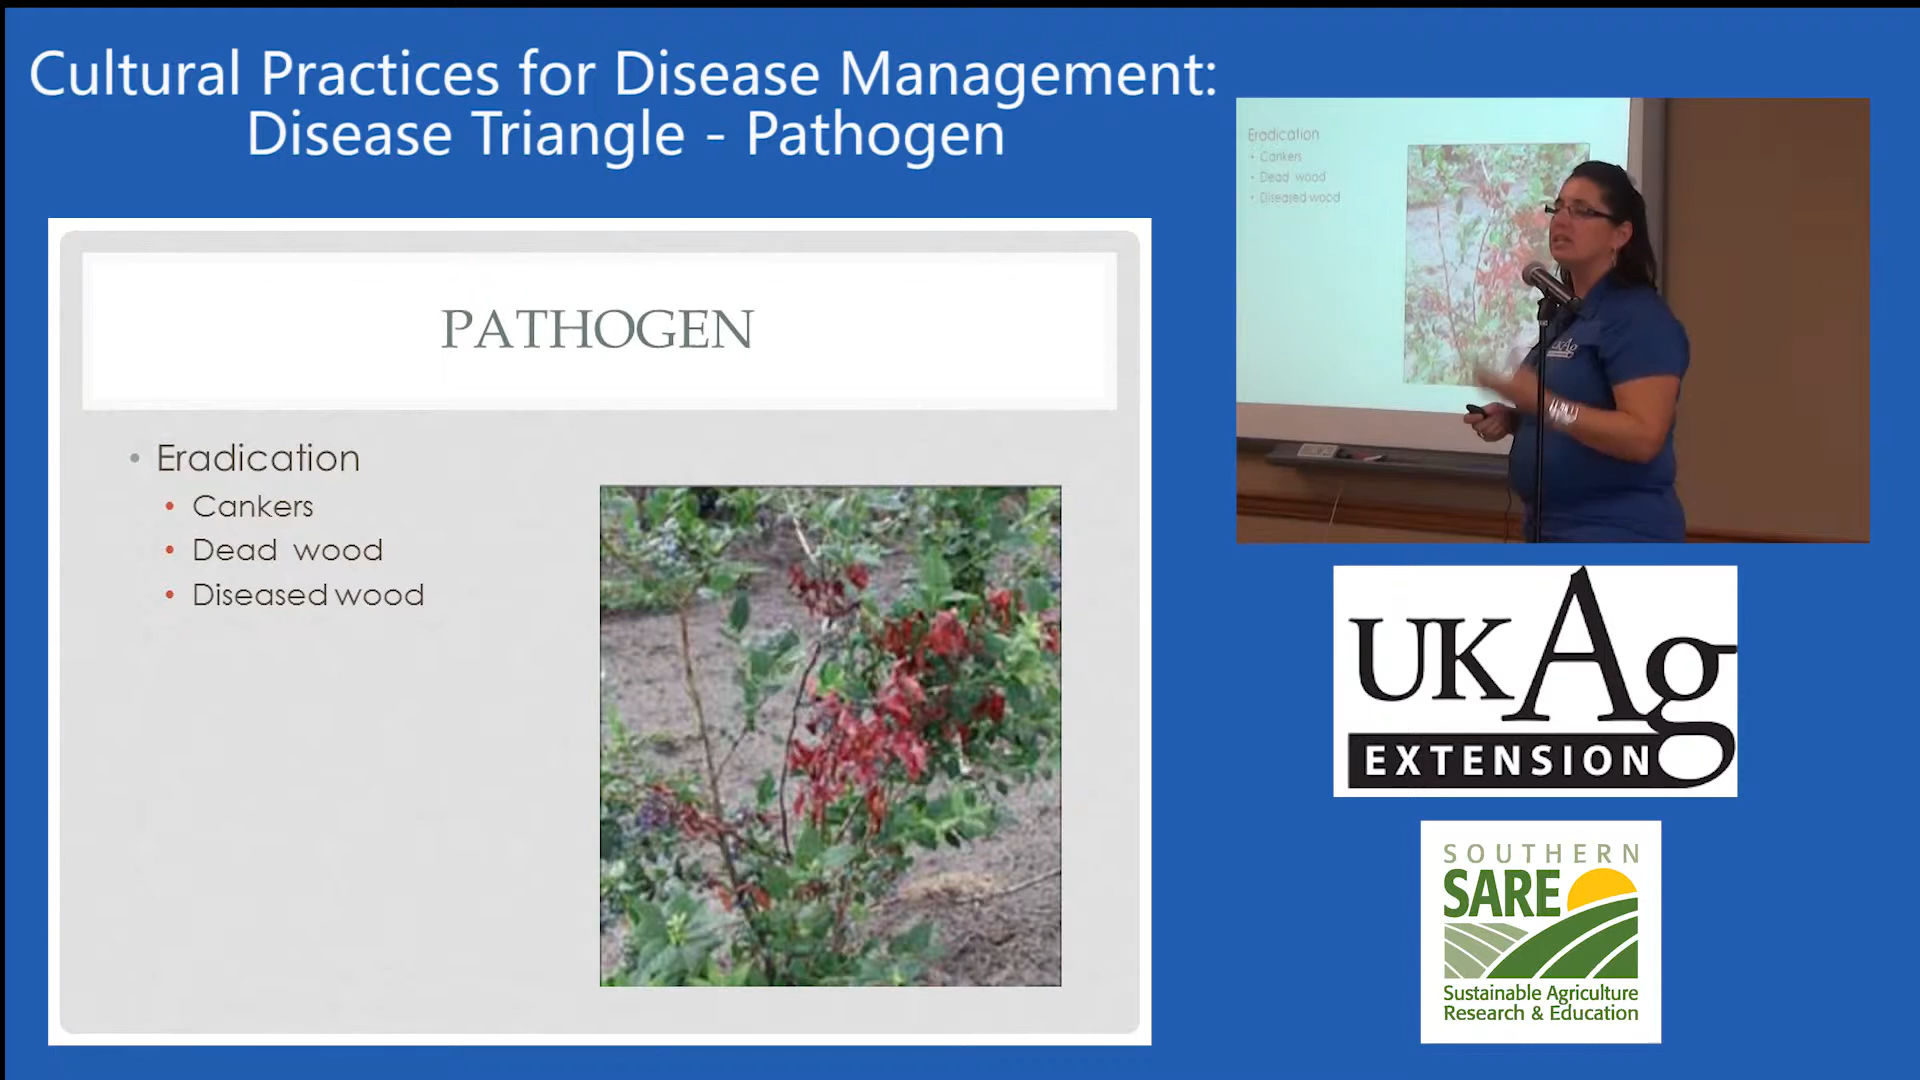 Cultural Practices for Disease Management:
Disease Triangle - Pathogen
PATHOGEN
• Eradication
• Cankers
• Dead wood
• Diseased wood
Eradication
• Cankers
• Dead wood
• Diseased wood
UKAg
UKAg
EXTENSION
SOUTHERN
SARE
Sustainable Agriculture
Research & Education